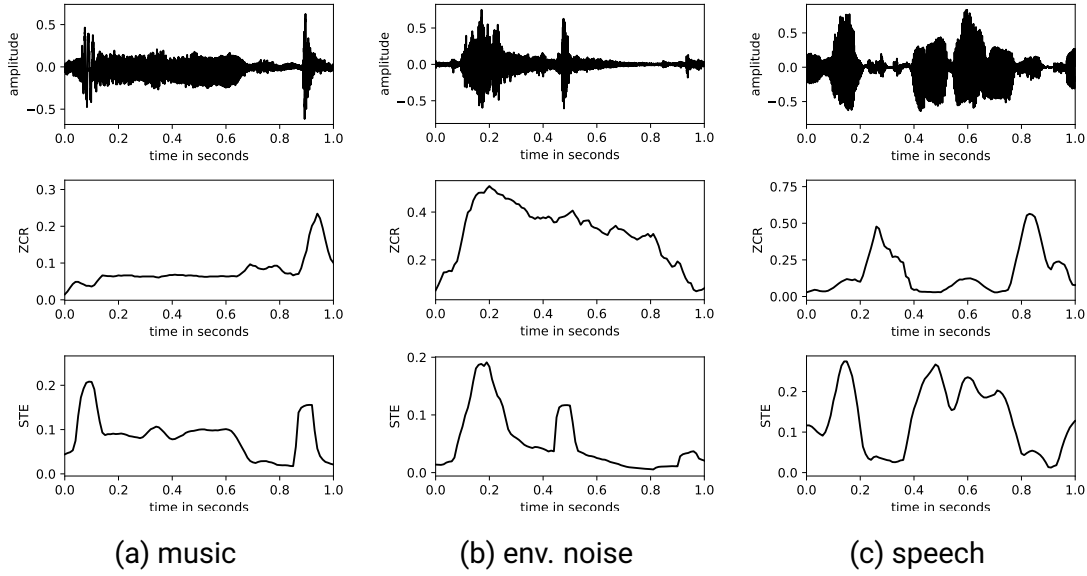 0.5
0.0
−0.5
amplitude
0.0 0.2 0.4 0.6 0.8 1.0
time in seconds
0.3
0.2
0.1
0.0
ZCR
0.0 0.2 0.4 0.6 0.8 1.0
time in seconds
0.2
0.1
0.0
STE
0.0 0.2 0.4 0.6 0.8 1.0
time in seconds
(a) music
0.5
0.0
−0.5
amplitude
0.0 0.2 0.4 0.6 0.8 1.0
time in seconds
0.4
0.2
ZCR
0.0 0.2 0.4 0.6 0.8 1.0
time in seconds
0.2
0.1
0.0
STE
0.0 0.2 0.4 0.6 0.8 1.0
time in seconds
(b) env. noise
0.5
0.0
−0.5
amplitude
0.0 0.2 0.4 0.6 0.8 1.0
time in seconds
0.75
0.50
0.25
0.00
ZCR
0.0 0.2 0.4 0.6 0.8 1.0
time in seconds
0.2
0.1
0.0
STE
0.0 0.2 0.4 0.6 0.8 1.0
time in seconds
(c) speech